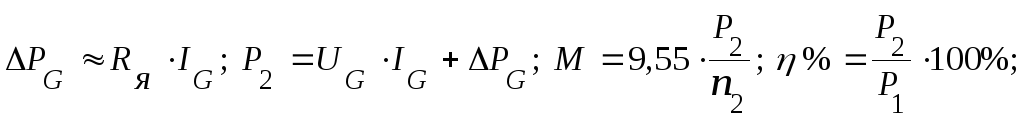 ΔP_G ≈ R_я · I_G ; P_2 = U_G · I_G + ΔP_G ; M = 9,55 · P_2/n_2 ; η % = P_2/P_1 · 100%;